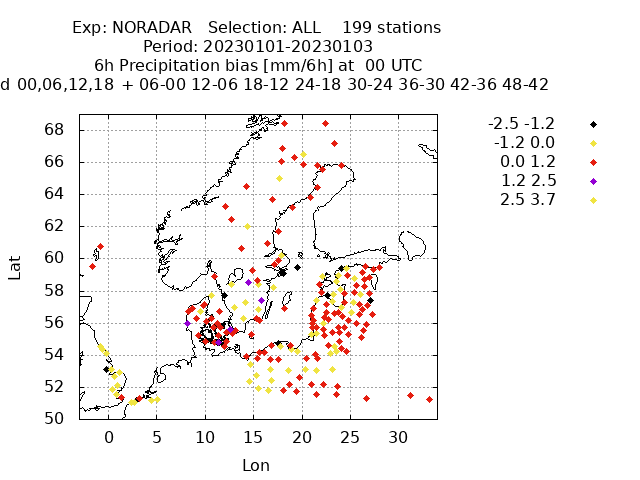 Exp: NORADAR Selection: ALL 199 stations
Period: 20230101-20230103
6h Precipitation bias [mm/6h] at 00 UTC
d 00,06,12,18 + 06-00 12-06 18-12 24-18 30-24 36-30 42-36 48-42
-2.5 -1.2
-1.2 0.0
0.0 1.2
1.2 2.5
2.5 3.7
68
66
64
62
60
58
56
54
52
50
Lat
0 5 10 15 20 25 30
Lon